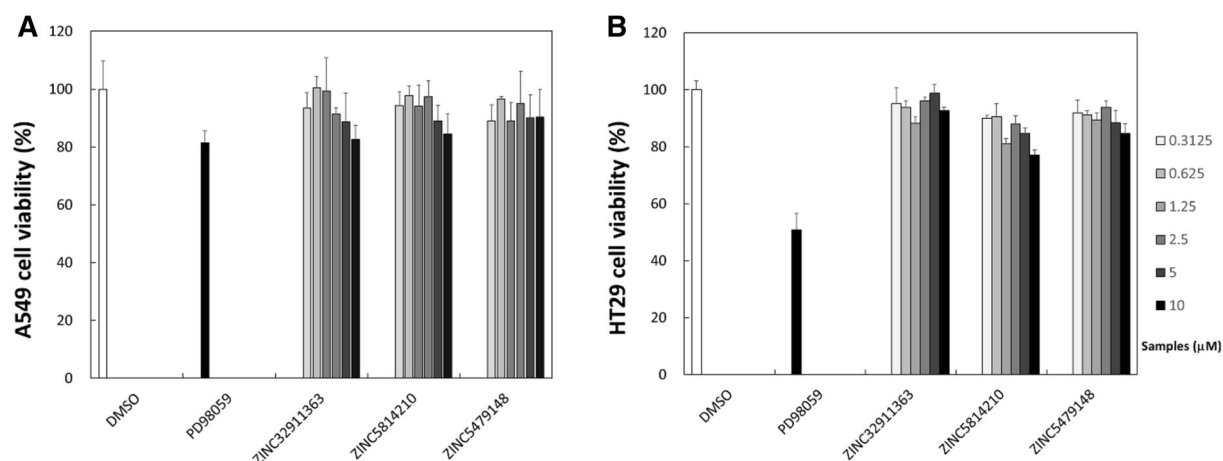 A
A549 cell viability (%)
120
100
80
60
40
20
0
DMSO
PD98059
ZINC32911363
ZINC5814210
ZINC5479148
B
HT29 cell viability (%)
120
100
80
60
40
20
0
DMSO
PD98059
ZINC32911363
ZINC5814210
ZINC5479148
0.3125
0.625
1.25
2.5
5
10
Samples (μM)